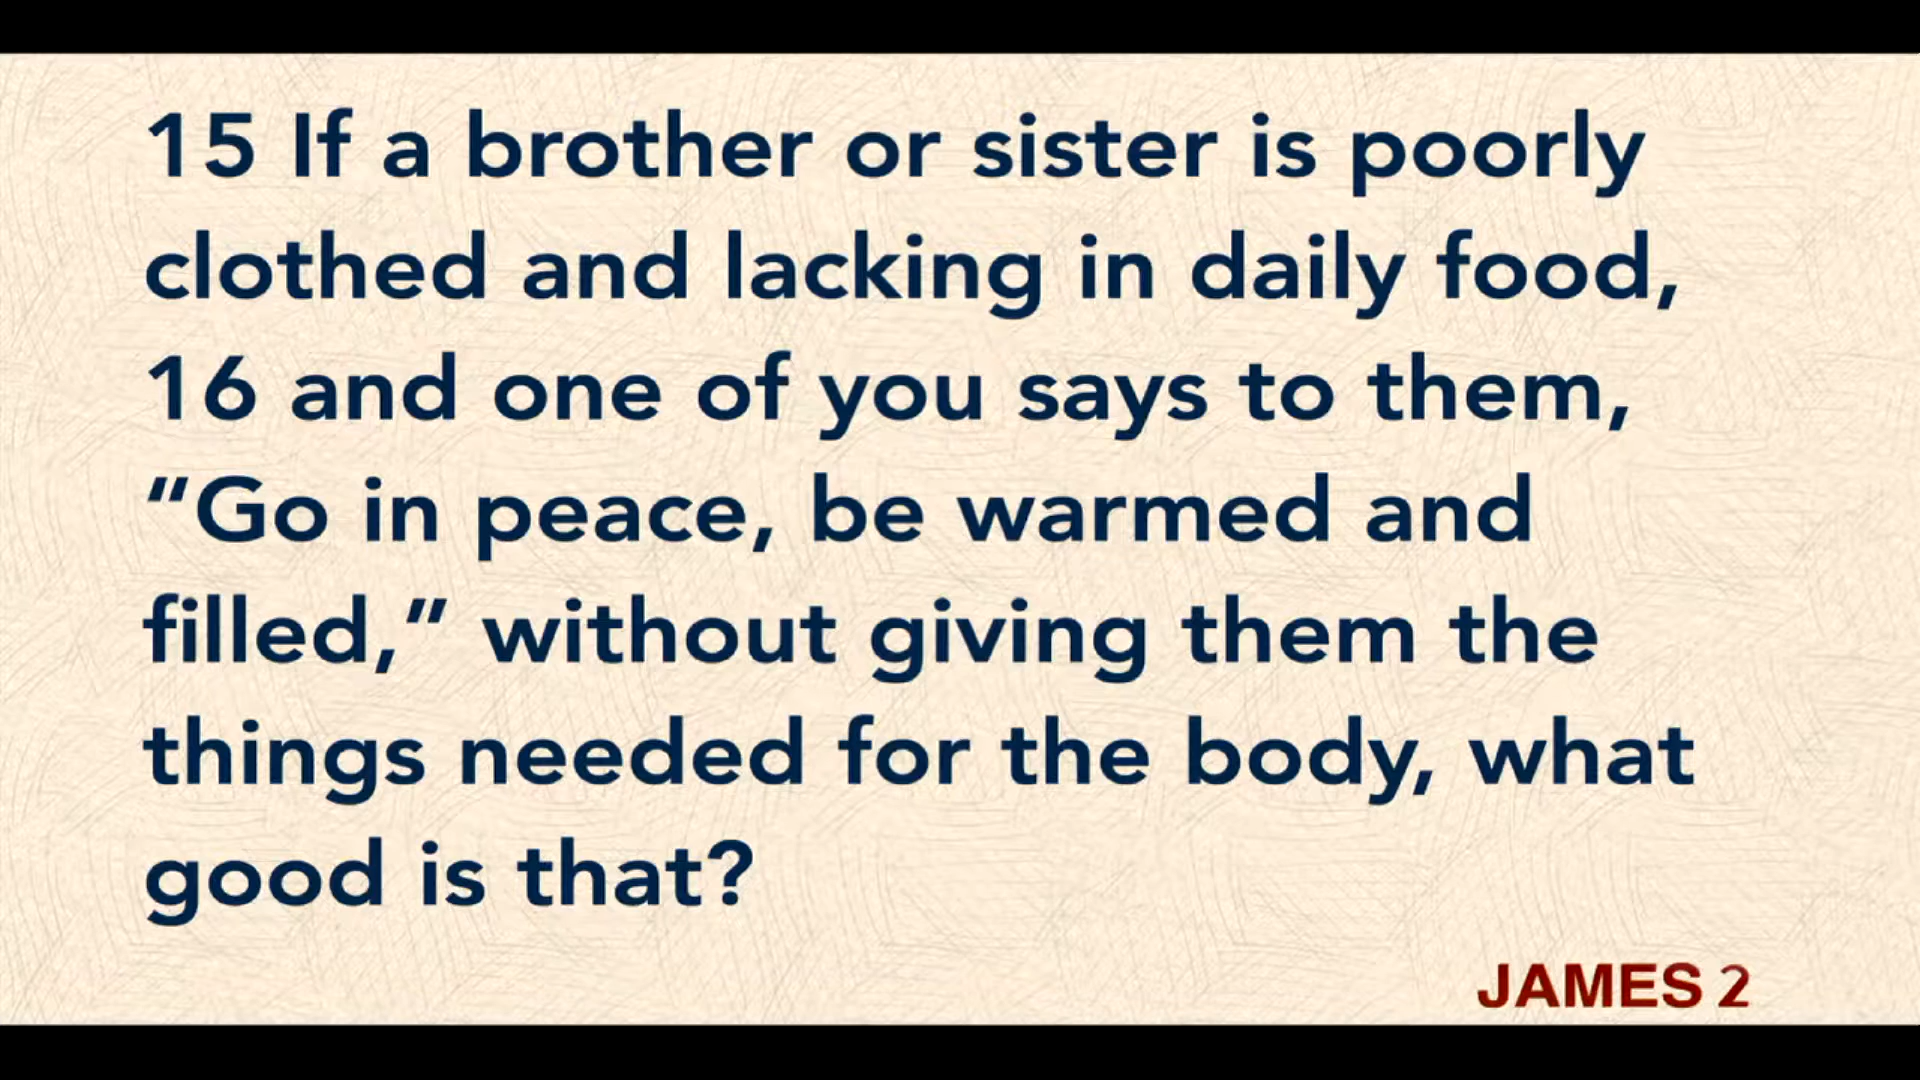 15 If a brother or sister is poorly
clothed and lacking in daily food,
16 and one of you says to them,
“Go in peace, be warmed and
filled,” without giving them the
things needed for the body, what
good is that?
JAMES 2